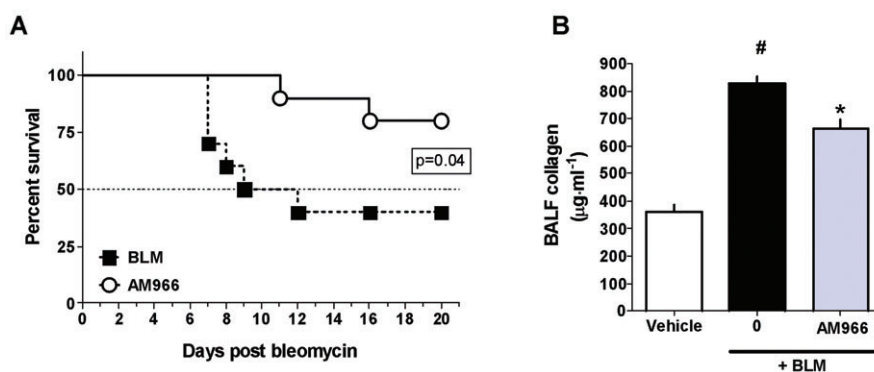 A
Percent survival
100
75
50
25
0
p=0.04
BLM
AM966
0 2 4 6 8 10 12 14 16 18 20
Days post bleomycin
B
BALF collagen
(µg·ml⁻¹)
900
800
700
600
500
400
300
200
100
0
#
*
Vehicle 0 AM966
+ BLM